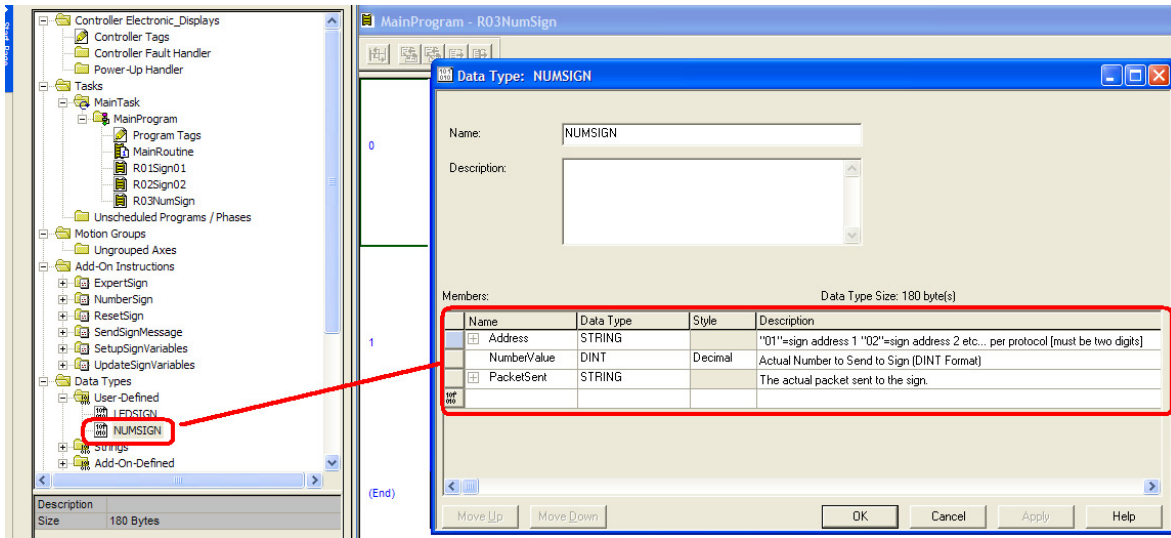 Controller Electronic_Displays
Controller Tags
Controller Fault Handler
Power-Up Handler
Tasks
MainTask
MainProgram
Program Tags
MainRoutine
R01Sign01
R02Sign02
R03NumSign
Unscheduled Programs / Phases
Motion Groups
Ungrouped Axes
Add-On Instructions
ExpertSign
NumberSign
ResetSign
SendSignMessage
SetupSignVariables
UpdateSignVariables
Data Types
User-Defined
LEDSIGN
NUMSIGN
Strings
Add-On-Defined
Description
Size 180 Bytes
MainProgram - R03NumSign
0
1
(End)
Data Type: NUMSIGN
Name: NUMSIGN
Description:
Members: Data Type Size: 180 byte(s)
Name Data Type Style Description
Address STRING "01"=sign address 1 "02"=sign address 2 etc... per protocol [must be two digits]
NumberValue DINT Decimal Actual Number to Send to Sign (DINT Format)
PacketSent STRING The actual packet sent to the sign.
Move Up Move Down OK Cancel Apply Help